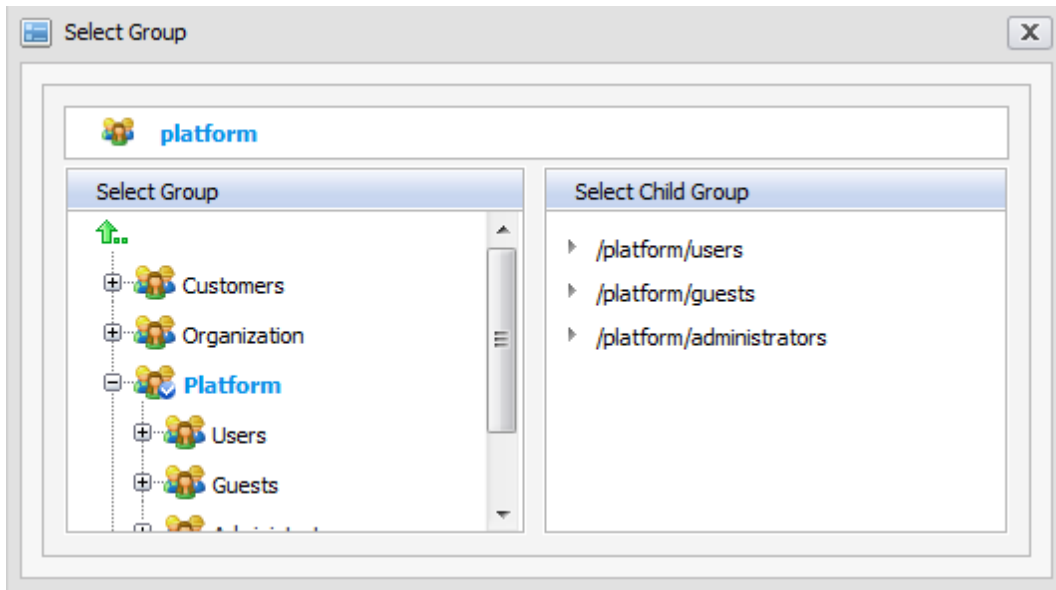 Select Group
platform
Select Group
Customers
Organization
Platform
Users
Guests
Select Child Group
/platform/users
/platform/guests
/platform/administrators